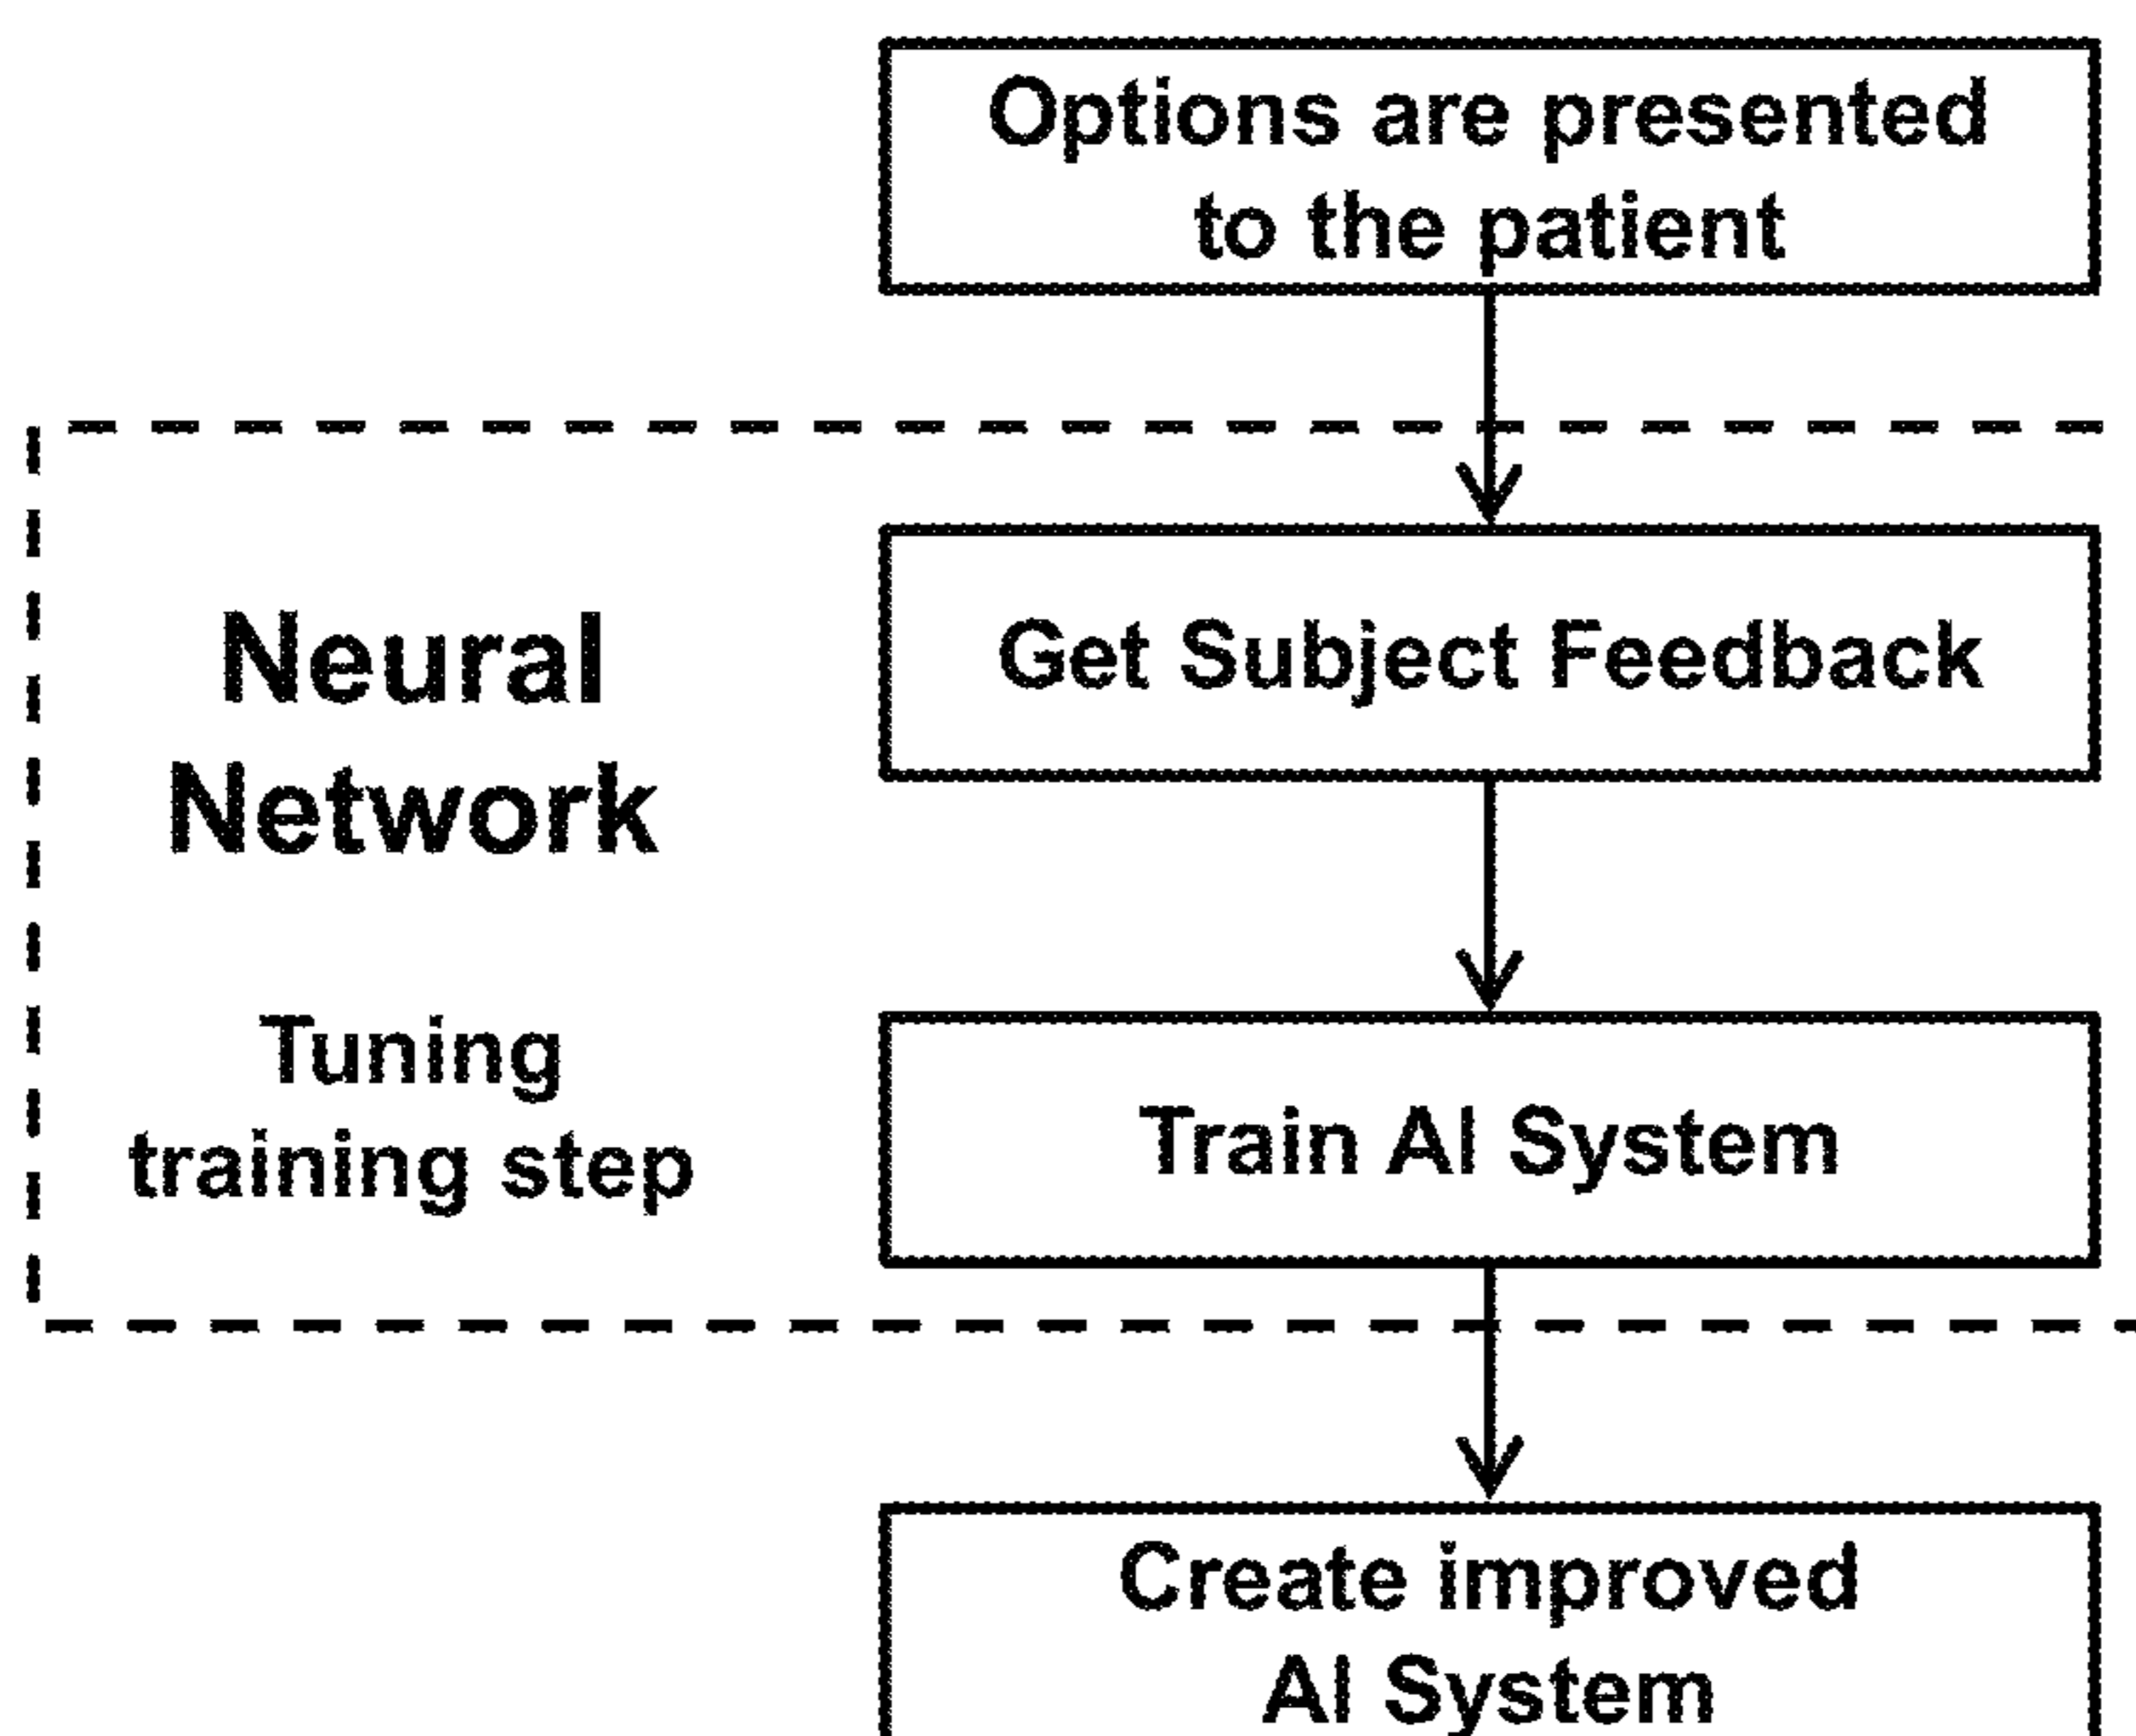 Options are presented
to the patient
Neural
Network
Tuning
training step
Get Subject Feedback
Train AI System
Create improved
AI System